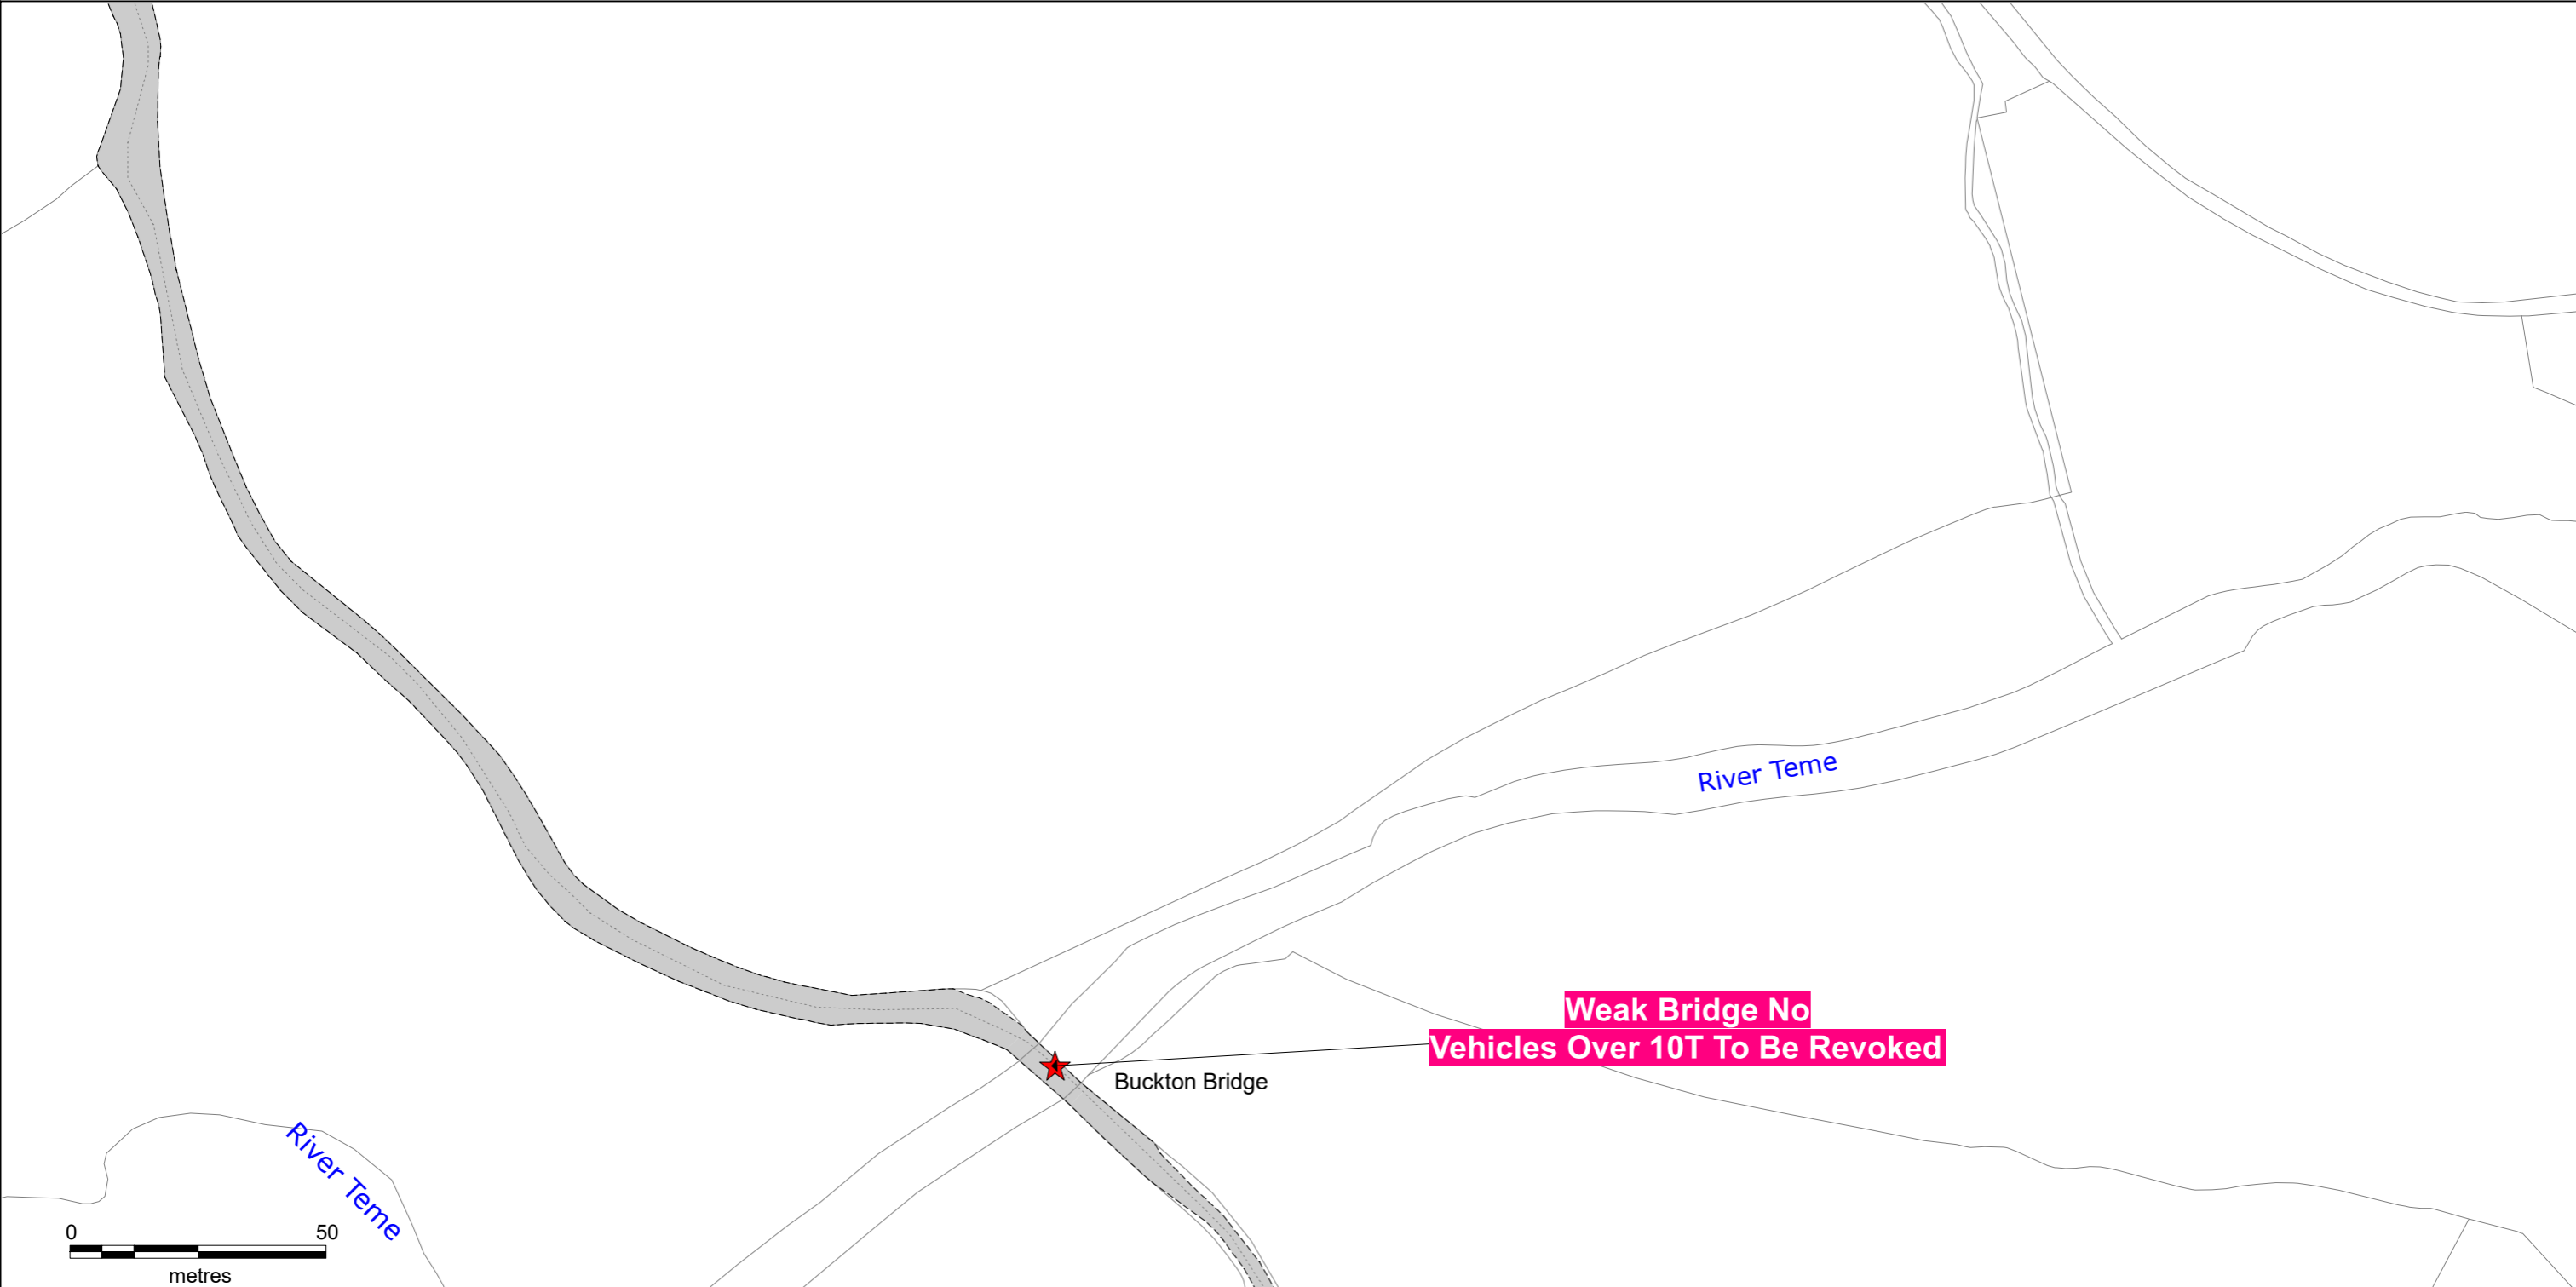 River Teme
Weak Bridge No
Vehicles Over 10T To Be Revoked
Buckton Bridge
River Teme
0 50
metres